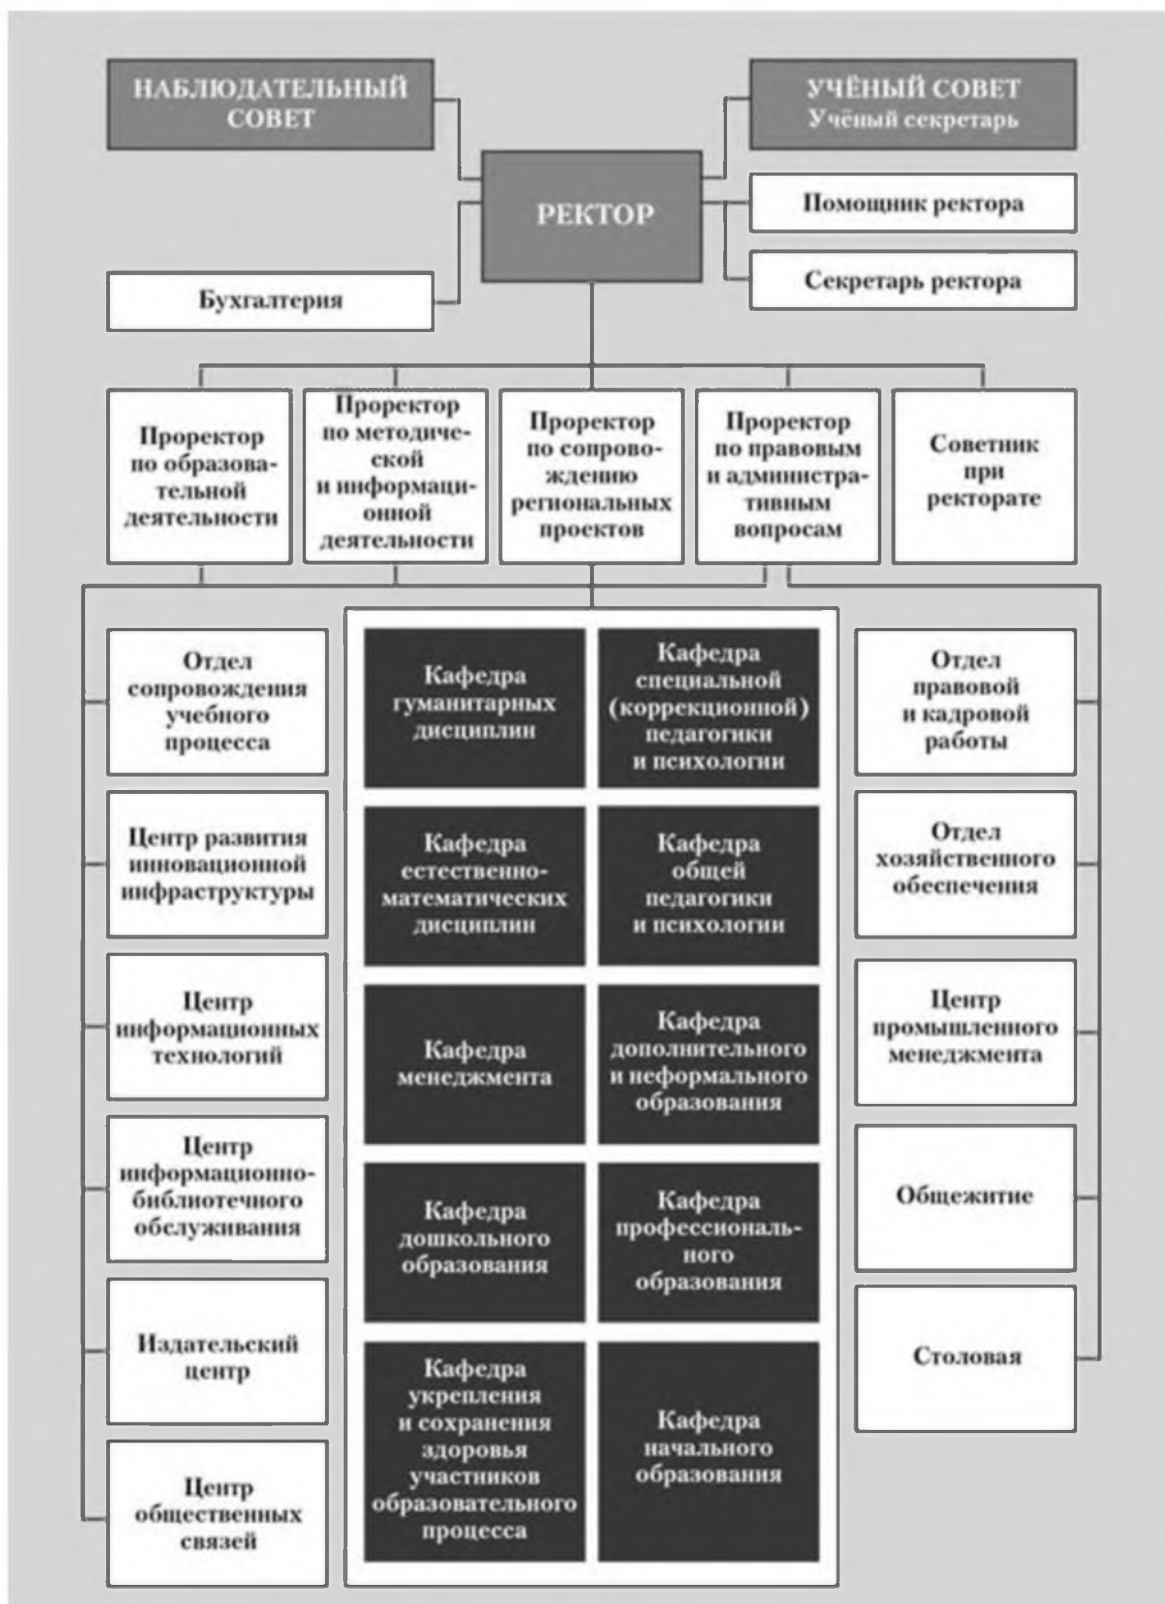 НАБЛЮДАТЕЛЬНЫЙ
СОВЕТ
УЧЁНЫЙ СОВЕТ
Учёный секретарь
РЕКТОР
Помощник ректора
Секретарь ректора
Бухгалтерия
Проректор
по образова-
тельной
деятельности
Проректор
по методиче-
ской
и информаци-
онной
деятельности
Проректор
по сопрово-
ждению
региональных
проектов
Проректор
по правовым
и администра-
тивным
вопросам
Советник
при
ректорате
Отдел
сопровождения
учебного
процесса
Центр развития
инновационной
инфраструктуры
Центр
информационных
технологий
Центр
информационно-
библиотечного
обслуживания
Издательский
центр
Центр
общественных
связей
Кафедра
гуманитарных
дисциплин
Кафедра
специальной
(коррекционной)
педагогики
и психологии
Кафедра
естественно-
математических
дисциплин
Кафедра
общей
педагогики
и психологии
Кафедра
менеджмента
Кафедра
дополнительного
и неформального
образования
Кафедра
дошкольного
образования
Кафедра
профессиональ-
ного
образования
Кафедра
укрепления
и сохранения
здоровья
участников
образовательного
процесса
Кафедра
начального
образования
Отдел
правовой
и кадровой
работы
Отдел
хозяйственного
обеспечения
Центр
промышленного
менеджмента
Общежитие
Столовая